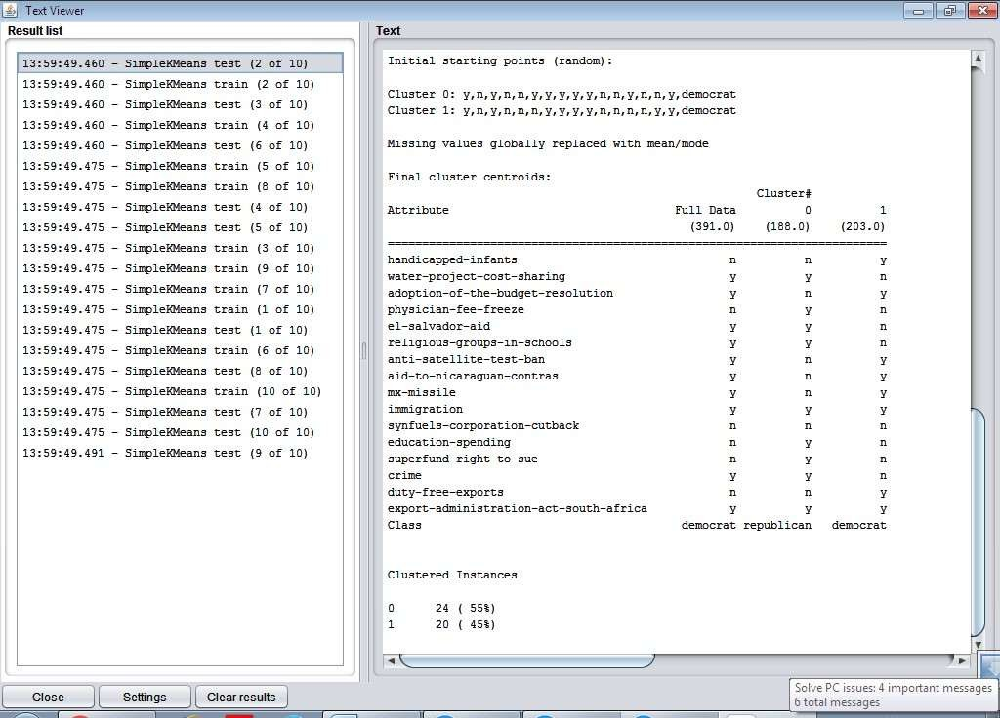 Text Viewer
Result list
13:59:49.460 - SimpleKMeans test (2 of 10)
13:59:49.460 - SimpleKMeans train (2 of 10)
13:59:49.460 - SimpleKMeans test (3 of 10)
13:59:49.460 - SimpleKMeans train (4 of 10)
13:59:49.460 - SimpleKMeans test (6 of 10)
13:59:49.475 - SimpleKMeans train (5 of 10)
13:59:49.475 - SimpleKMeans train (8 of 10)
13:59:49.475 - SimpleKMeans test (4 of 10)
13:59:49.475 - SimpleKMeans test (5 of 10)
13:59:49.475 - SimpleKMeans train (3 of 10)
13:59:49.475 - SimpleKMeans train (9 of 10)
13:59:49.475 - SimpleKMeans train (7 of 10)
13:59:49.475 - SimpleKMeans train (1 of 10)
13:59:49.475 - SimpleKMeans test (1 of 10)
13:59:49.475 - SimpleKMeans train (6 of 10)
13:59:49.475 - SimpleKMeans test (8 of 10)
13:59:49.475 - SimpleKMeans train (10 of 10)
13:59:49.475 - SimpleKMeans test (7 of 10)
13:59:49.475 - SimpleKMeans test (10 of 10)
13:59:49.491 - SimpleKMeans test (9 of 10)
Text
Initial starting points (random):
Cluster 0: y,n,y,n,n,y,y,y,y,y,n,n,y,n,n,y,democrat
Cluster 1: y,n,y,n,n,n,y,y,y,y,n,n,n,n,y,y,democrat
Missing values globally replaced with mean/mode
Final cluster centroids:
Cluster#
Attribute Full Data 0 1
(391.0) (188.0) (203.0)
==========================================================================
handicapped-infants n n y
water-project-cost-sharing y y n
adoption-of-the-budget-resolution y n y
physician-fee-freeze n y n
el-salvador-aid y y n
religious-groups-in-schools y y n
anti-satellite-test-ban y n y
aid-to-nicaraguan-contras y n y
mx-missile y n y
immigration y y y
synfuels-corporation-cutback n n n
education-spending n y n
superfund-right-to-sue n y n
crime y y n
duty-free-exports n n y
export-administration-act-south-africa y y y
Class democrat republican democrat
Clustered Instances
0 24 ( 55%)
1 20 ( 45%)
Close
Settings
Clear results
Solve PC issues: 4 important messages
6 total messages